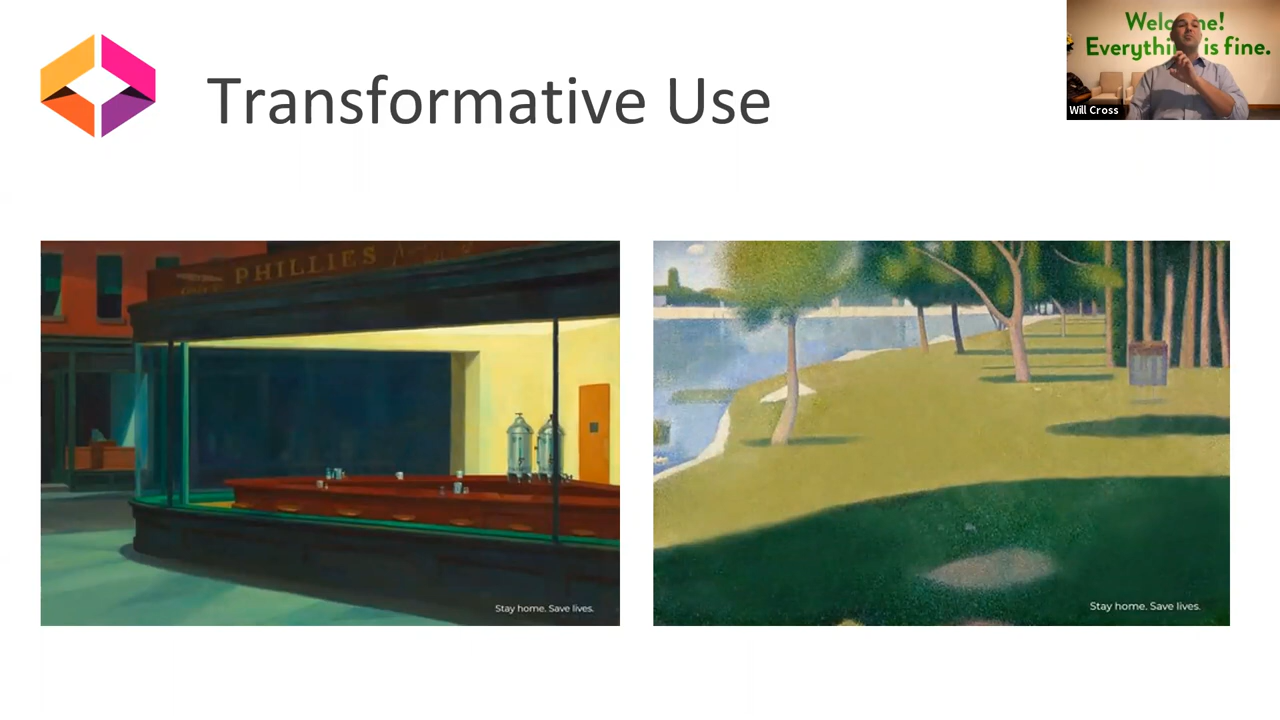 Transformative Use
Welcome!
Everything is fine.
Will Cross
PHILLIES
Stay home. Save lives.
Stay home. Save lives.